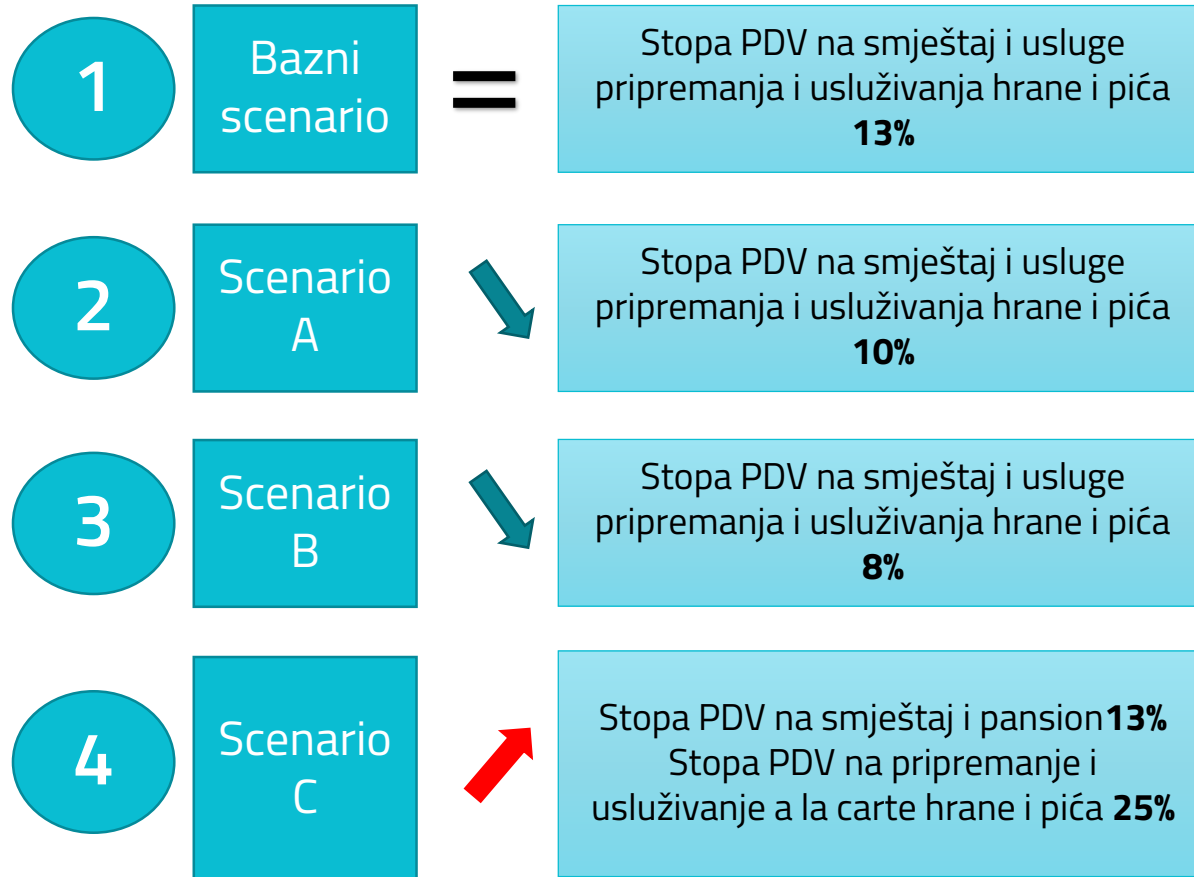 1
Bazni
scenario
=
Stopa PDV na smještaj i usluge
pripremanja i usluživanja hrane i pića
13%
2
Scenario
A
Stopa PDV na smještaj i usluge
pripremanja i usluživanja hrane i pića
10%
3
Scenario
B
Stopa PDV na smještaj i usluge
pripremanja i usluživanja hrane i pića
8%
4
Scenario
C
Stopa PDV na smještaj i pansion13%
Stopa PDV na pripremanje i
usluživanje a la carte hrane i pića 25%